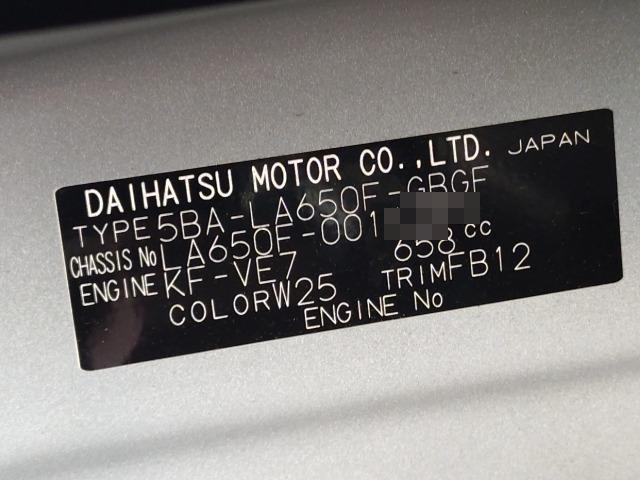 DAIHATSU MOTOR CO.,LTD. JAPAN
TYPE 5BA-LA650F-GBGF
CHASSIS No LA650F-001
ENGINE KF-VE7 658 CC
COLOR W25 TRIM FB12
ENGINE No